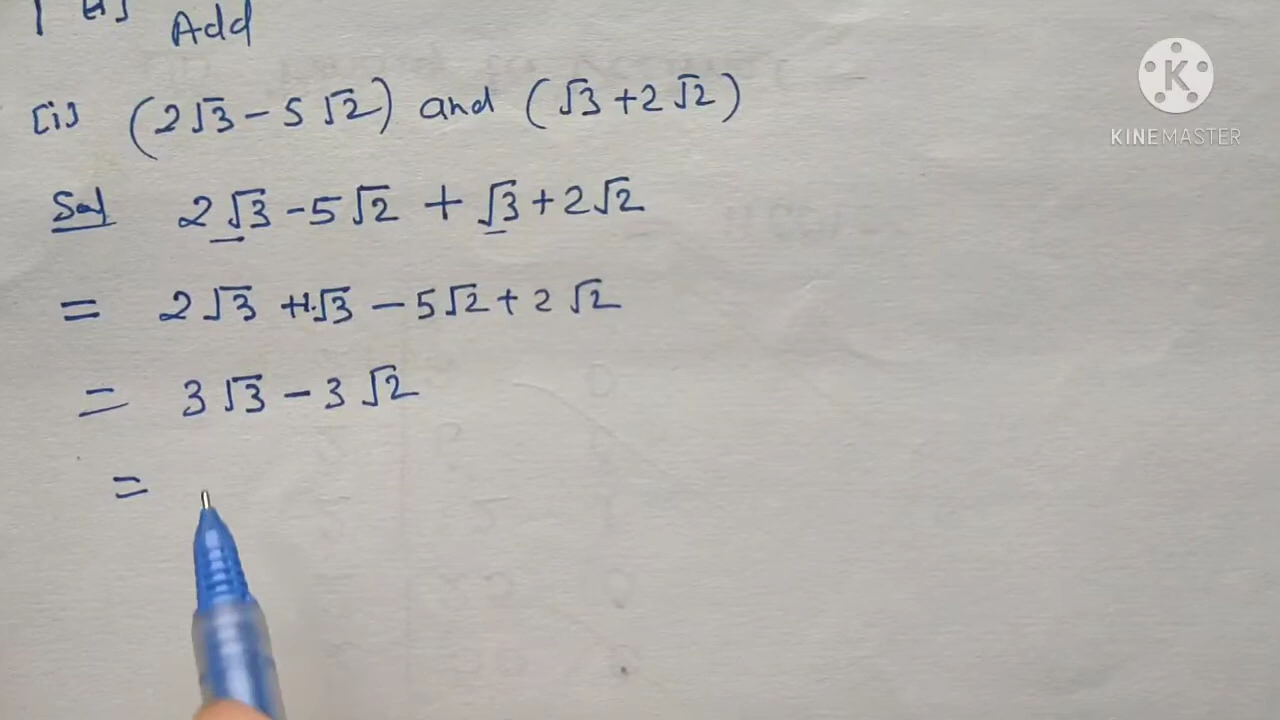 Add
[i] (2√3 - 5√2) and (√3 + 2√2)
K
KINEMASTER
Sol 2√3 - 5√2 + √3 + 2√2
= 2√3 + 1·√3 - 5√2 + 2√2
= 3√3 - 3√2
=